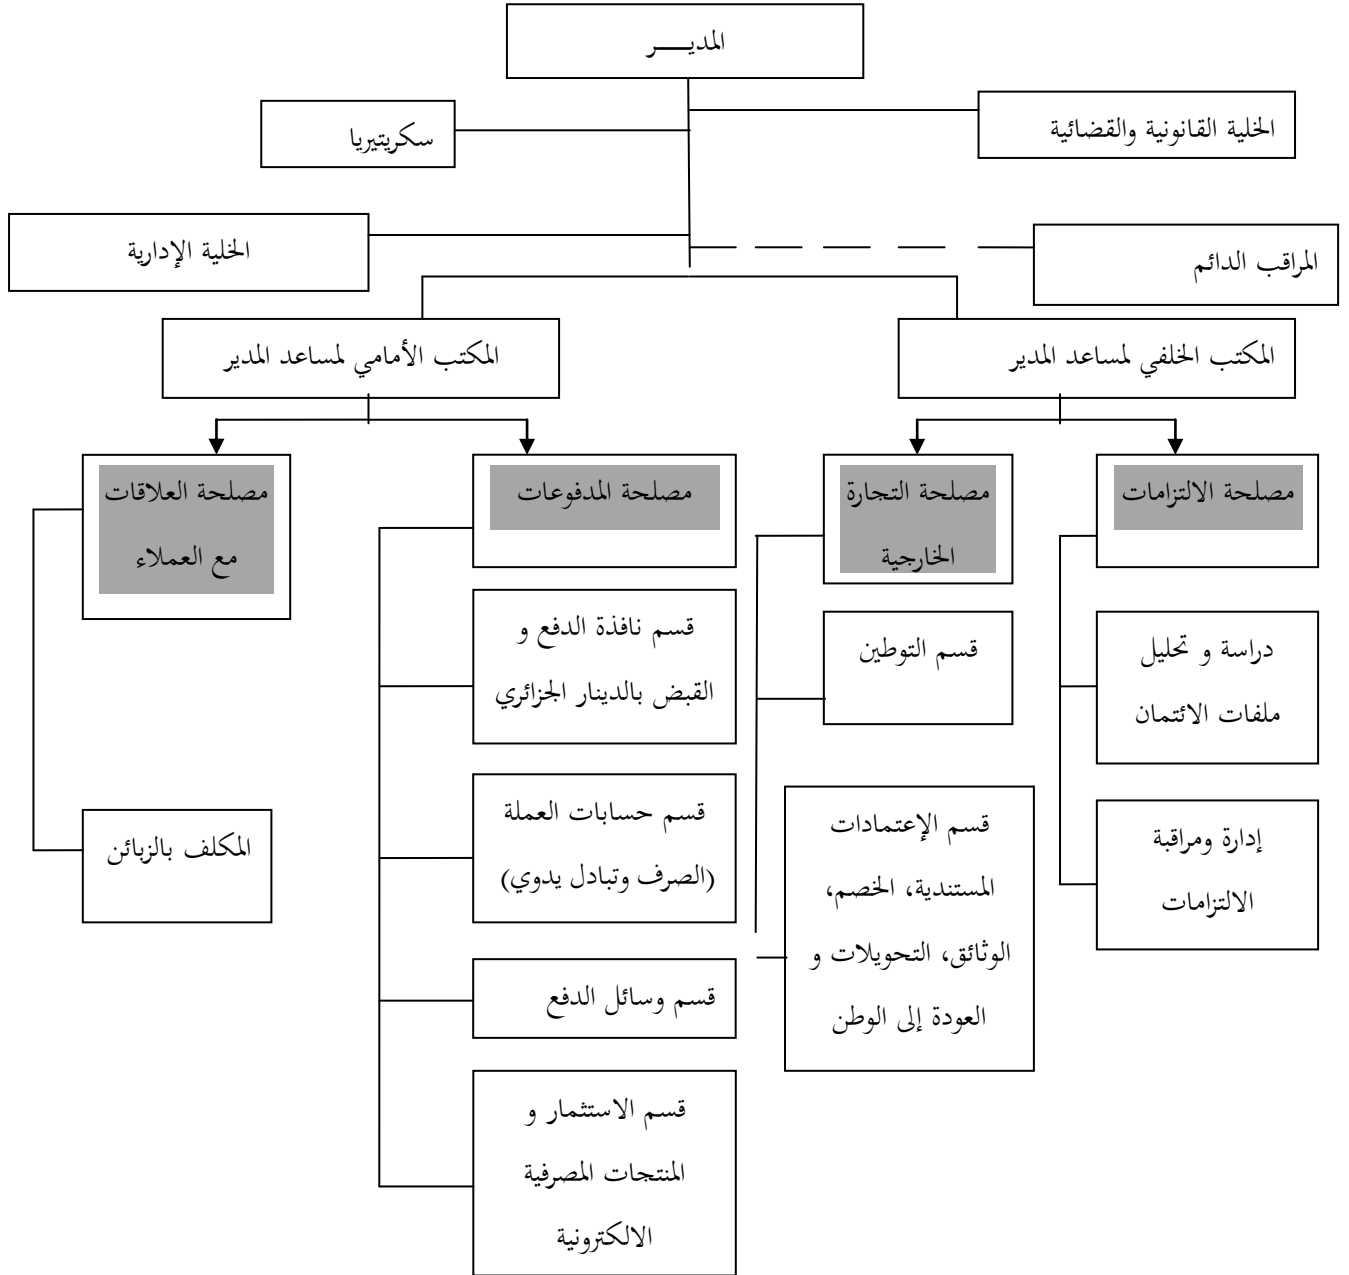 المديـــــر
الخلية القانونية والقضائية
سكريتيريا
الخلية الإدارية
المراقب الدائم
المكتب الخلفي لمساعد المدير
المكتب الأمامي لمساعد المدير
مصلحة الالتزامات
دراسة و تحليل
ملفات الائتمان
إدارة ومراقبة
الالتزامات
مصلحة التجارة
الخارجية
قسم التوطين
قسم الإعتمادات
المستندية، الخصم،
الوثائق، التحويلات و
العودة إلى الوطن
مصلحة المدفوعات
قسم نافذة الدفع و
القبض بالدينار الجزائري
قسم حسابات العملة
(الصرف وتبادل يدوي)
قسم وسائل الدفع
قسم الاستثمار و
المنتجات المصرفية
الالكترونية
مصلحة العلاقات
مع العملاء
المكلف بالزبائن